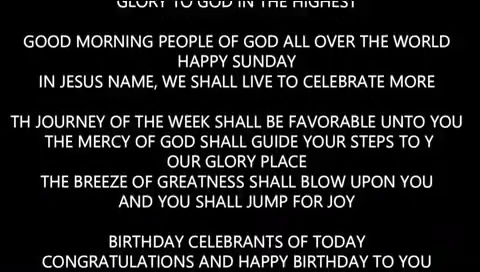 GLORY TO GOD IN THE HIGHEST
GOOD MORNING PEOPLE OF GOD ALL OVER THE WORLD
HAPPY SUNDAY
IN JESUS NAME, WE SHALL LIVE TO CELEBRATE MORE
TH JOURNEY OF THE WEEK SHALL BE FAVORABLE UNTO YOU
THE MERCY OF GOD SHALL GUIDE YOUR STEPS TO Y
OUR GLORY PLACE
THE BREEZE OF GREATNESS SHALL BLOW UPON YOU
AND YOU SHALL JUMP FOR JOY
BIRTHDAY CELEBRANTS OF TODAY
CONGRATULATIONS AND HAPPY BIRTHDAY TO YOU